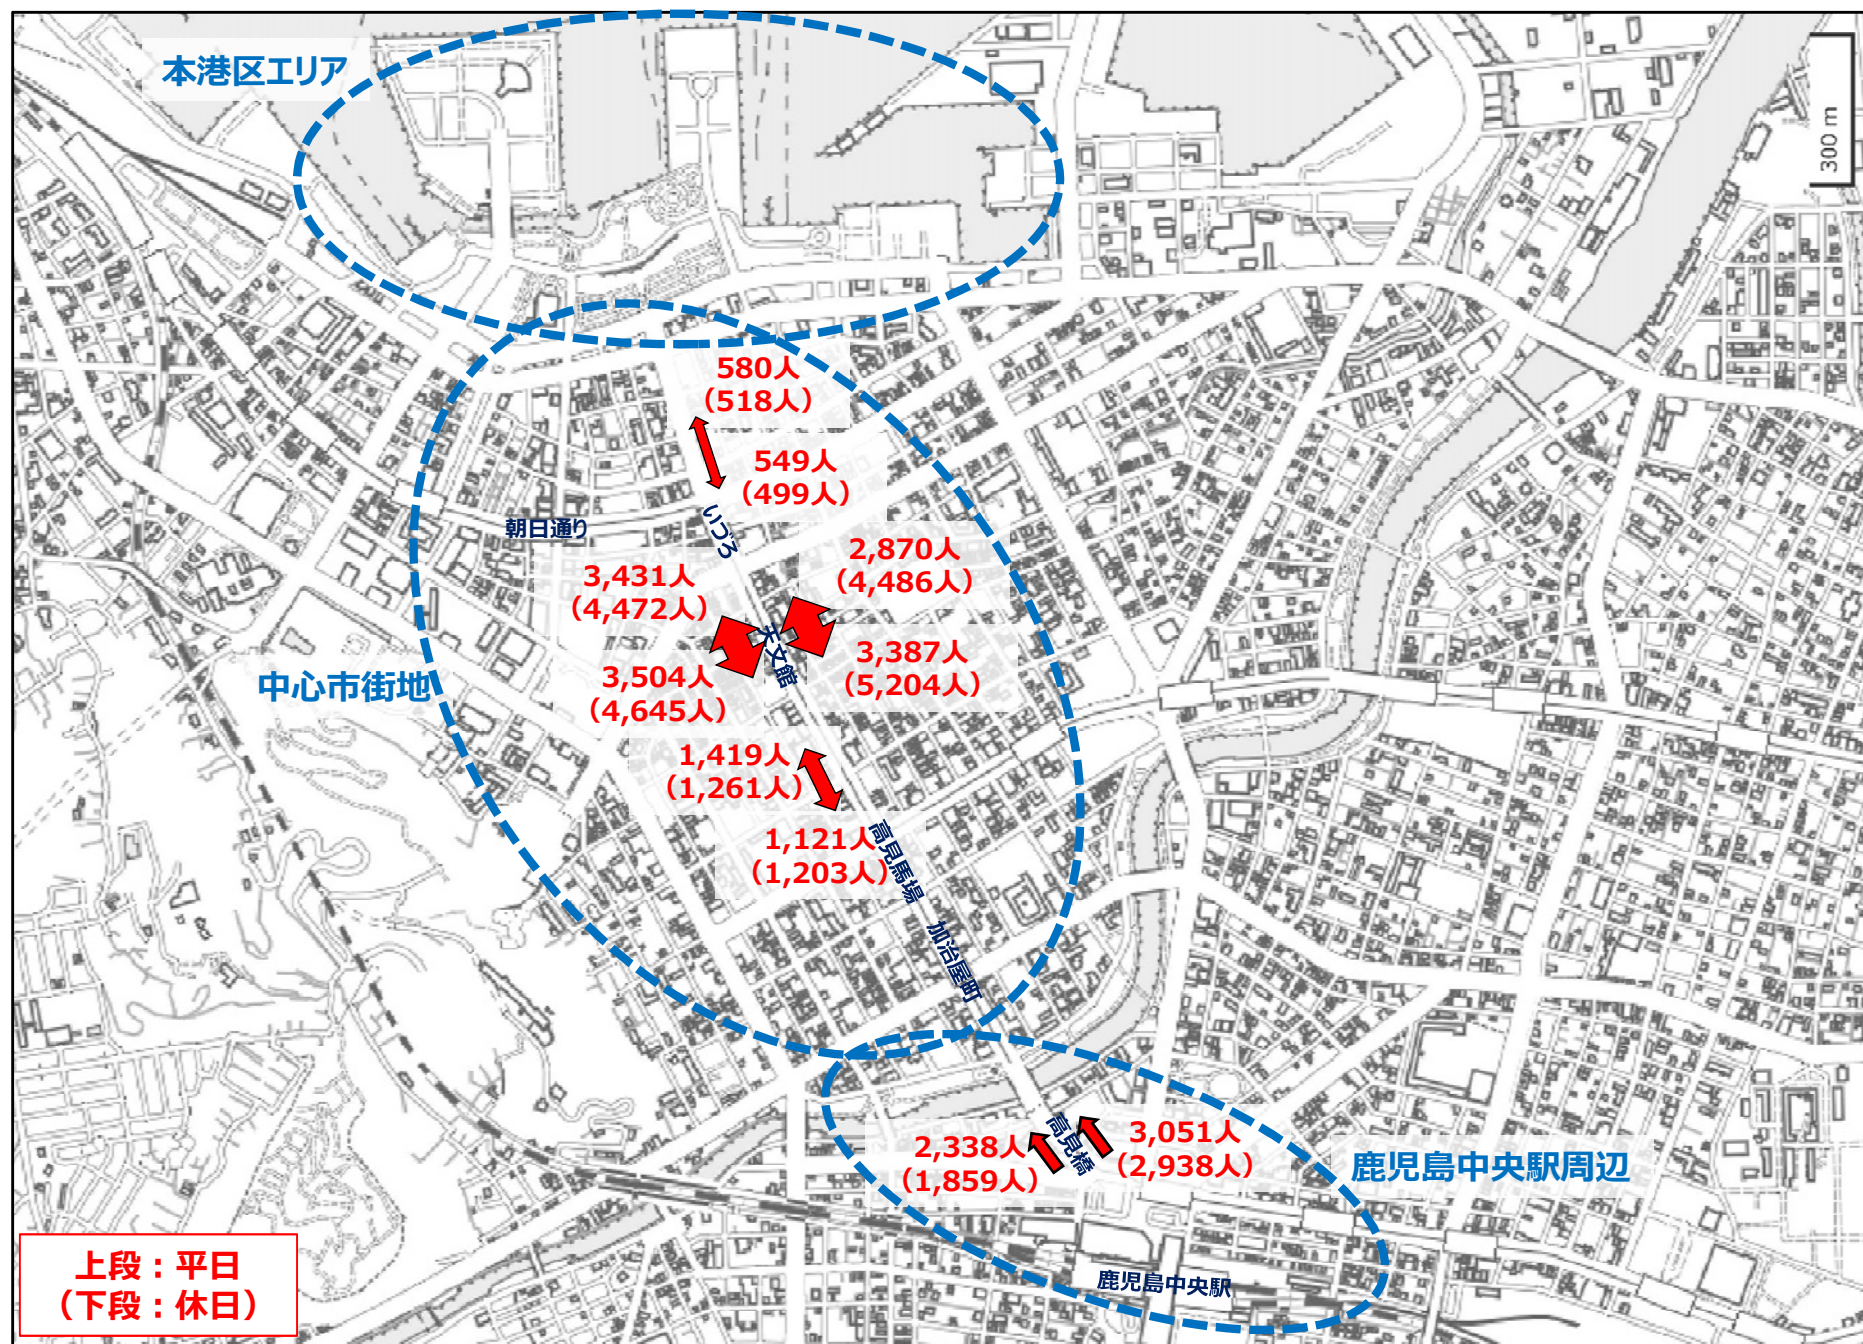 本港区エリア
300 m
580人
（518人）
549人
（499人）
いづろ
朝日通り
2,870人
（4,486人）
3,431人
（4,472人）
天文館
3,387人
（5,204人）
3,504人
（4,645人）
中心市街地
1,419人
（1,261人）
1,121人
（1,203人）
高見馬場
加治屋町
高見橋
2,338人
（1,859人）
3,051人
（2,938人）
鹿児島中央駅周辺
鹿児島中央駅
上段：平日
（下段：休日）